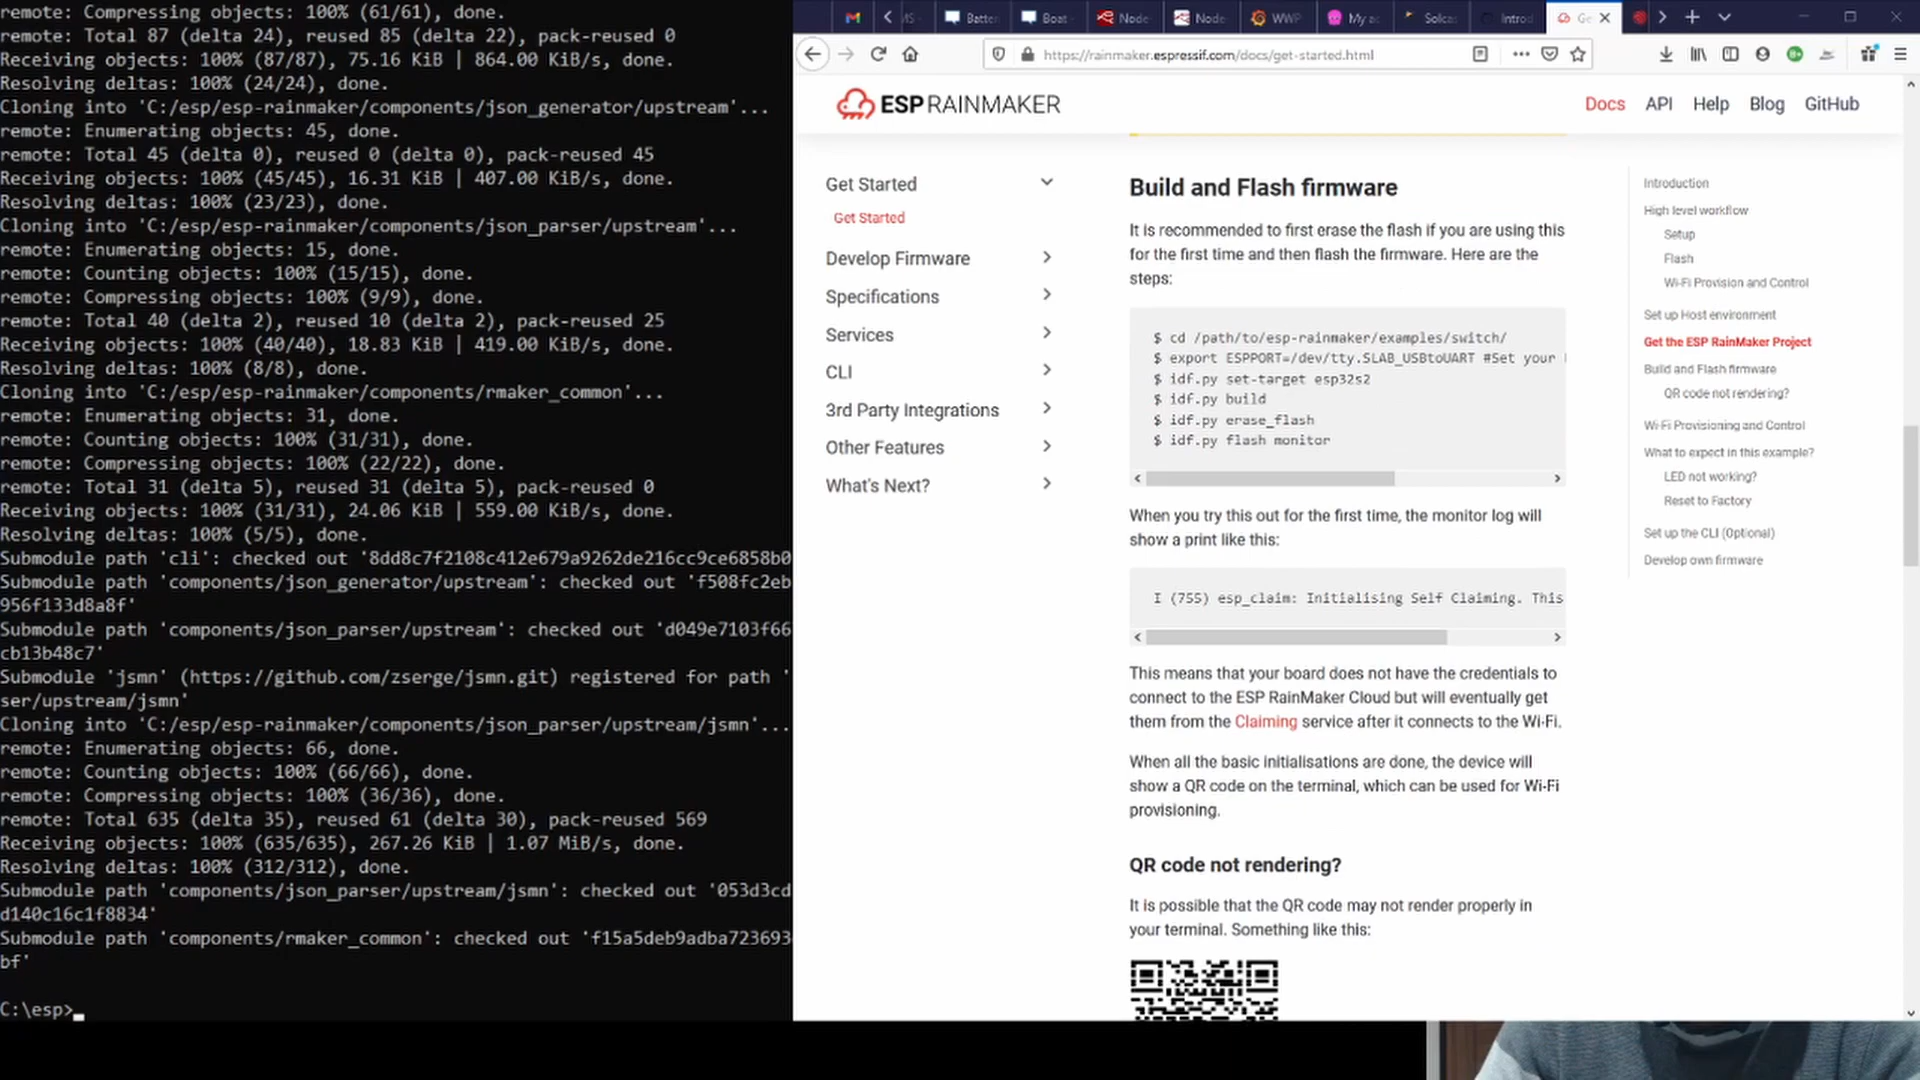 remote: Compressing objects: 100% (61/61), done.
remote: Total 87 (delta 24), reused 85 (delta 22), pack-reused 0
Receiving objects: 100% (87/87), 75.16 KiB | 864.00 KiB/s, done.
Resolving deltas: 100% (24/24), done.
Cloning into 'C:/esp/esp-rainmaker/components/json_generator/upstream'...
remote: Enumerating objects: 45, done.
remote: Total 45 (delta 0), reused 0 (delta 0), pack-reused 45
Receiving objects: 100% (45/45), 16.31 KiB | 407.00 KiB/s, done.
Resolving deltas: 100% (23/23), done.
Cloning into 'C:/esp/esp-rainmaker/components/json_parser/upstream'...
remote: Enumerating objects: 15, done.
remote: Counting objects: 100% (15/15), done.
remote: Compressing objects: 100% (9/9), done.
remote: Total 40 (delta 2), reused 10 (delta 2), pack-reused 25
Receiving objects: 100% (40/40), 18.83 KiB | 419.00 KiB/s, done.
Resolving deltas: 100% (8/8), done.
Cloning into 'C:/esp/esp-rainmaker/components/rmaker_common'...
remote: Enumerating objects: 31, done.
remote: Counting objects: 100% (31/31), done.
remote: Compressing objects: 100% (22/22), done.
remote: Total 31 (delta 5), reused 31 (delta 5), pack-reused 0
Receiving objects: 100% (31/31), 24.06 KiB | 559.00 KiB/s, done.
Resolving deltas: 100% (5/5), done.
Submodule path 'cli': checked out '8dd8c7f2108c412e679a9262de216cc9ce6858b0
Submodule path 'components/json_generator/upstream': checked out 'f508fc2eb
956f133d8a8f'
Submodule path 'components/json_parser/upstream': checked out 'd049e7103f66
cb13b48c7'
Submodule 'jsmn' (https://github.com/zserge/jsmn.git) registered for path '
ser/upstream/jsmn'
Cloning into 'C:/esp/esp-rainmaker/components/json_parser/upstream/jsmn'...
remote: Enumerating objects: 66, done.
remote: Counting objects: 100% (66/66), done.
remote: Compressing objects: 100% (36/36), done.
remote: Total 635 (delta 35), reused 61 (delta 30), pack-reused 569
Receiving objects: 100% (635/635), 267.26 KiB | 1.07 MiB/s, done.
Resolving deltas: 100% (312/312), done.
Submodule path 'components/json_parser/upstream/jsmn': checked out '053d3cd
d140c16c1f8834'
Submodule path 'components/rmaker_common': checked out 'f15a5deb9adba723693
bf'
C:\esp>
Batter
Boat
Node
Node
WWP
My a
Solcas
Introd
https://rainmaker.espressif.com/docs/get-started.html
ESP RAINMAKER
Docs
API
Help
Blog
GitHub
Get Started
Get Started
Develop Firmware
Specifications
Services
CLI
3rd Party Integrations
Other Features
What's Next?
Build and Flash firmware
It is recommended to first erase the flash if you are using this
for the first time and then flash the firmware. Here are the
steps:
$ cd /path/to/esp-rainmaker/examples/switch/
$ export ESPPORT=/dev/tty.SLAB_USBtoUART #Set your
$ idf.py set-target esp32s2
$ idf.py build
$ idf.py erase_flash
$ idf.py flash monitor
When you try this out for the first time, the monitor log will
show a print like this:
I (755) esp_claim: Initialising Self Claiming. This
This means that your board does not have the credentials to
connect to the ESP RainMaker Cloud but will eventually get
them from the Claiming service after it connects to the Wi-Fi.
When all the basic initialisations are done, the device will
show a QR code on the terminal, which can be used for Wi-Fi
provisioning.
QR code not rendering?
It is possible that the QR code may not render properly in
your terminal. Something like this:
Introduction
High level workflow
Setup
Flash
Wi-Fi Provision and Control
Set up Host environment
Get the ESP RainMaker Project
Build and Flash firmware
QR code not rendering?
Wi-Fi Provisioning and Control
What to expect in this example?
LED not working?
Reset to Factory
Set up the CLI (Optional)
Develop own firmware